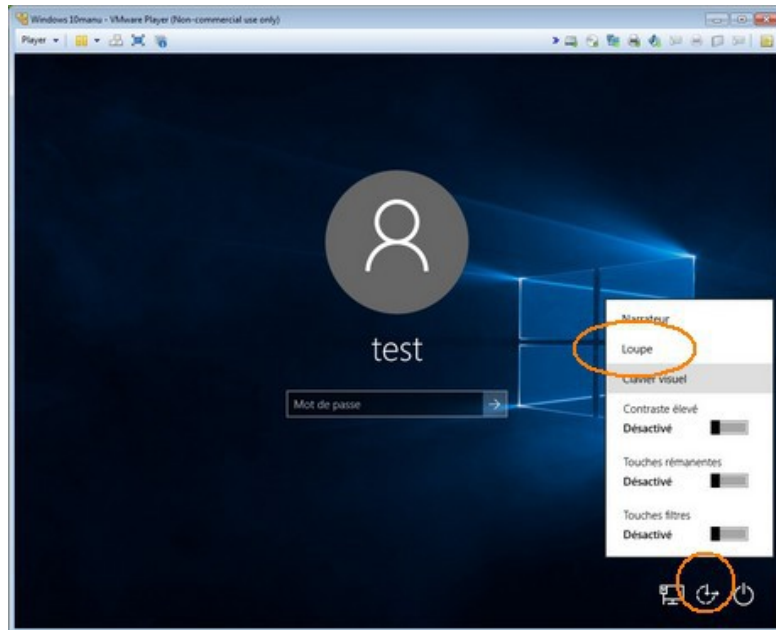 Windows 10manu - VMware Player (Non-commercial use only)
Player
test
Mot de passe
Narrateur
Loupe
Clavier visuel
Contraste élevé
Désactivé
Touches rémanentes
Désactivé
Touches filtres
Désactivé